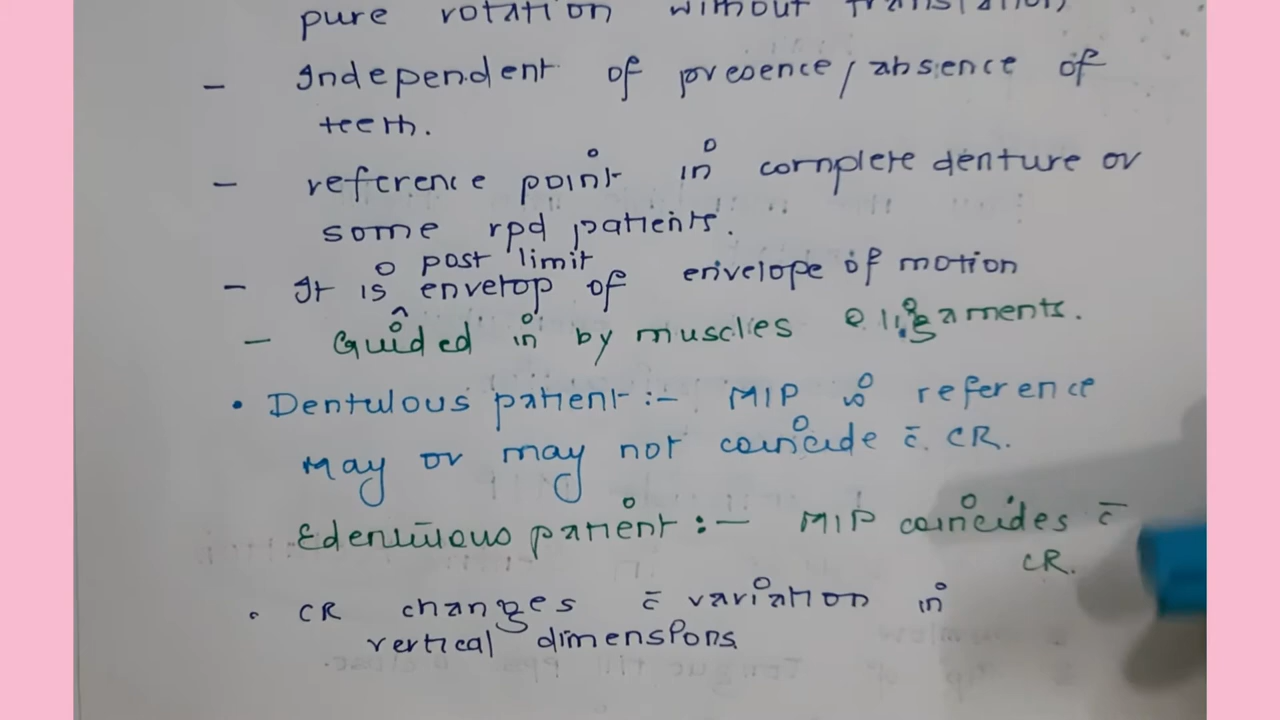 pure rotation without translation
- Independent of presence/absence of
teeth.
- reference point in complete denture or
some rpd patients.
post limit
- It is ^ envelop of envelope of motion
- Guided in by muscles & ligaments.
• Dentulous patient :- MIP is reference
May or may not coincide c̄ CR.
Edentulous patient :- MIP coincides c̄
CR.
• CR changes c̄ variation in
vertical dimensions